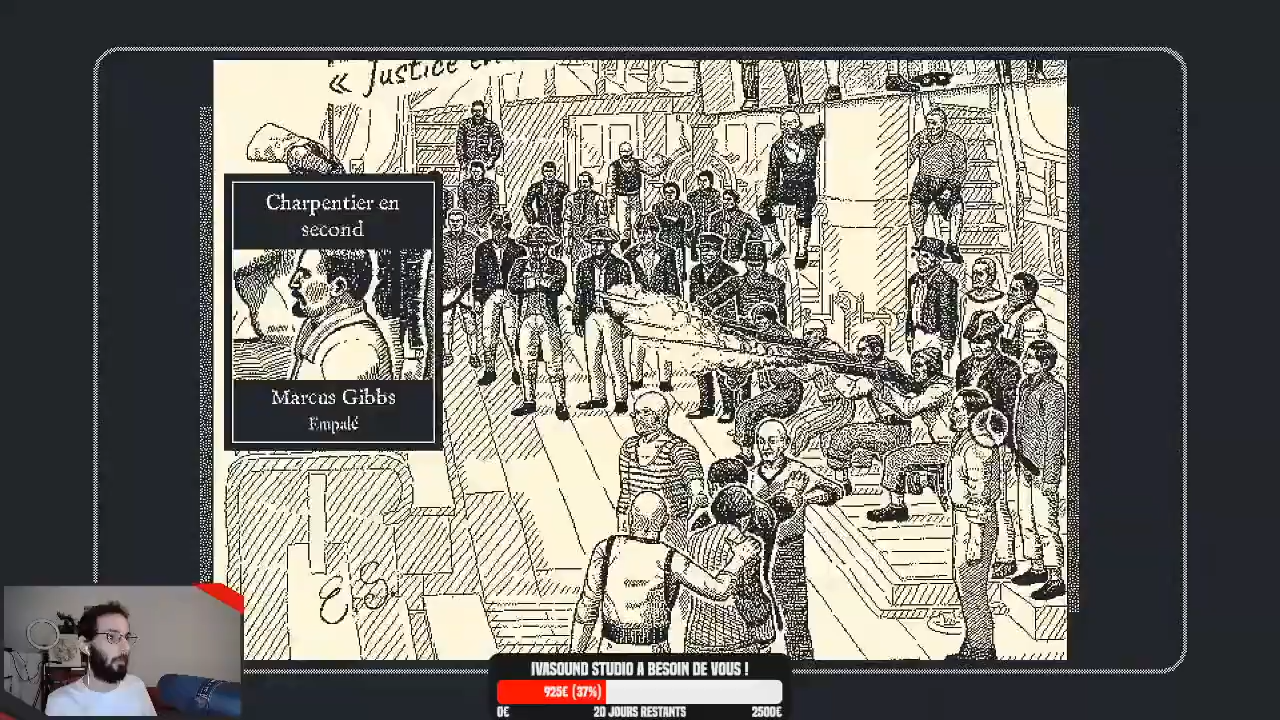 « Justice en
Charpentier en
second
Marcus Gibbs
Empalé
E.S.
IVASOUND STUDIO A BESOIN DE VOUS !
925€ (37%)
0€ 20 JOURS RESTANTS 2500€